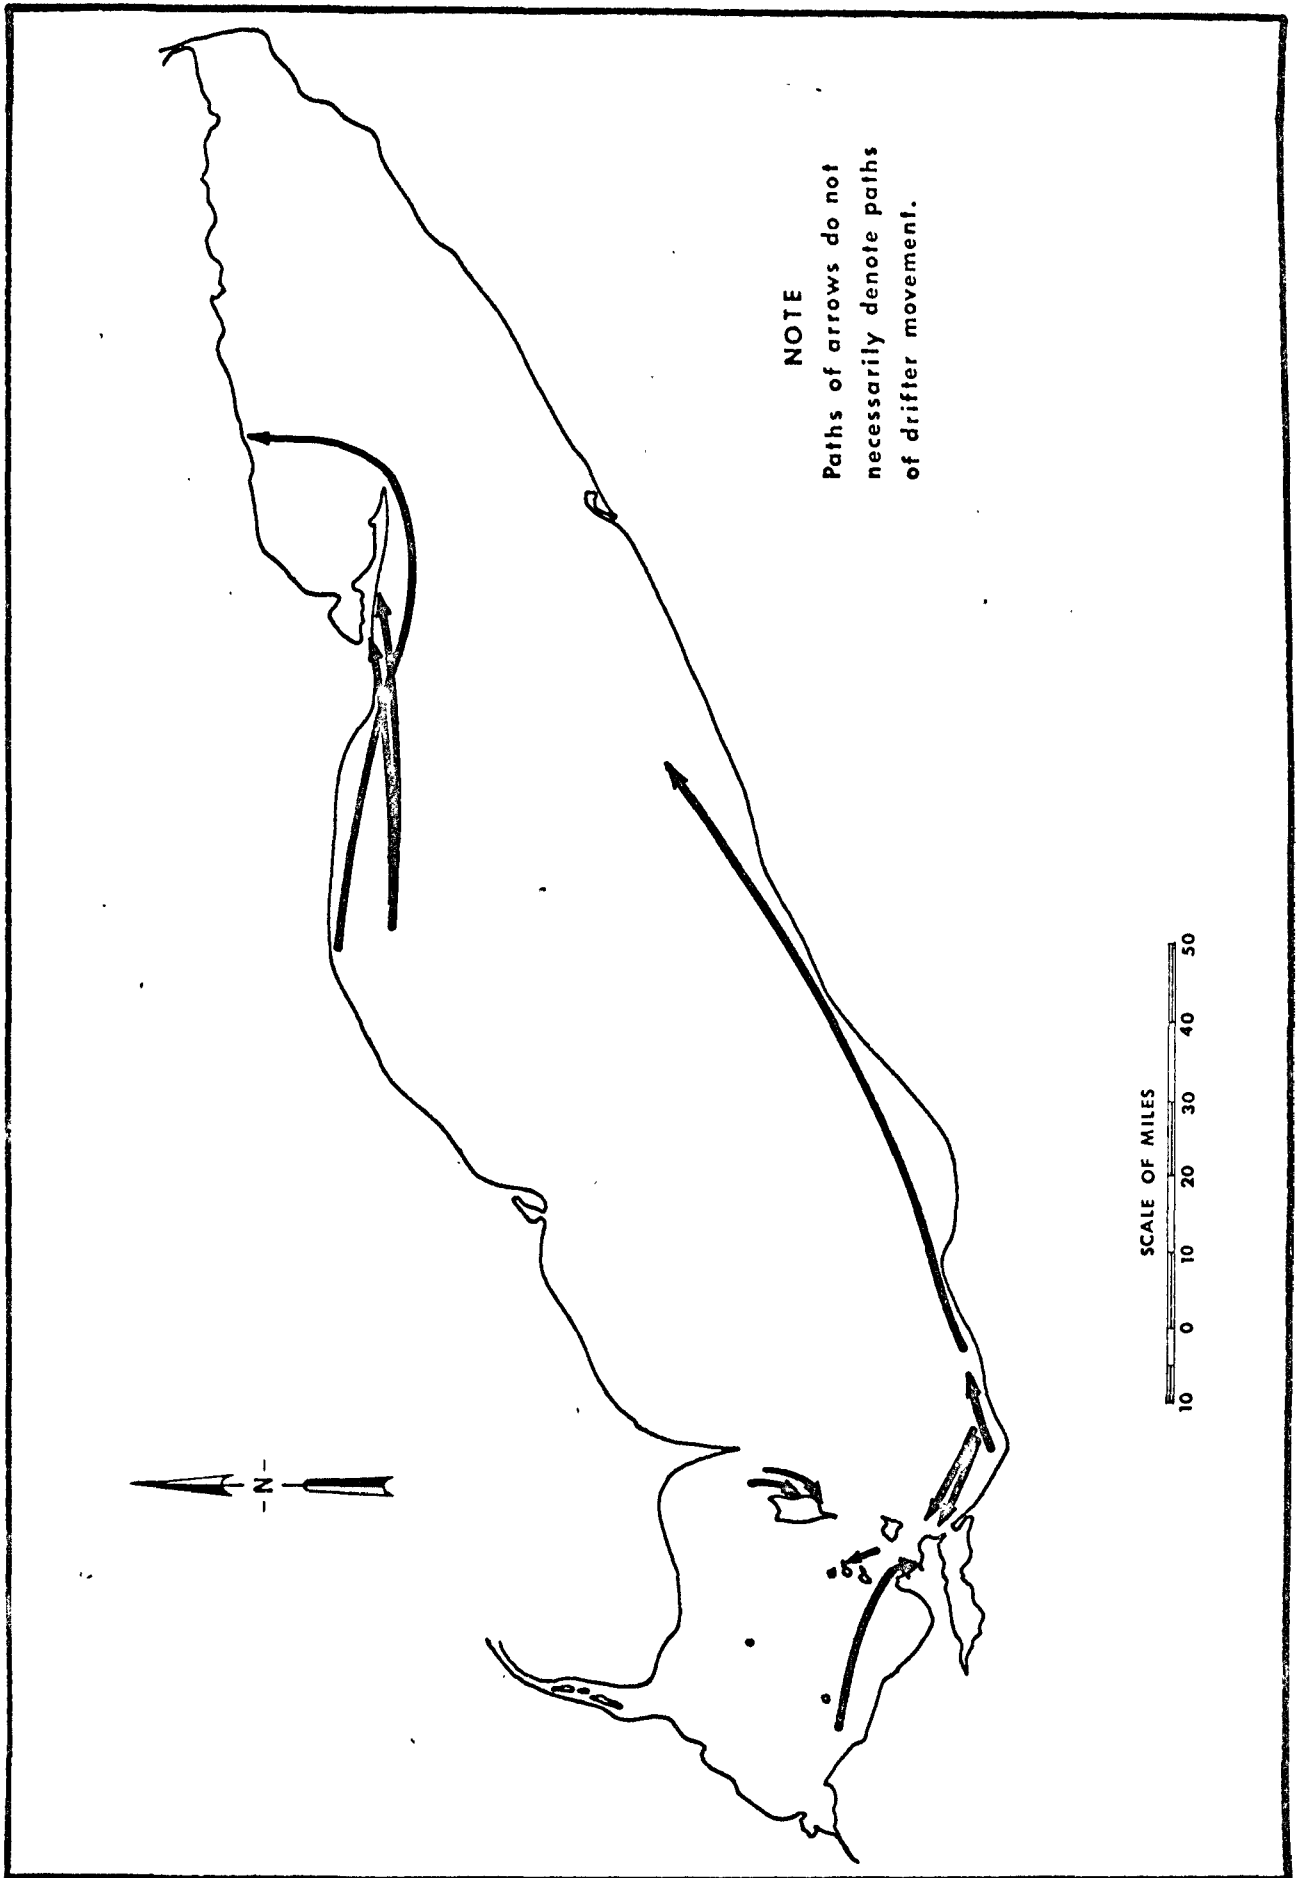 NOTE
Paths of arrows do not
necessarily denote paths
of drifter movement.
-N-
SCALE OF MILES
10 0 10 20 30 40 50